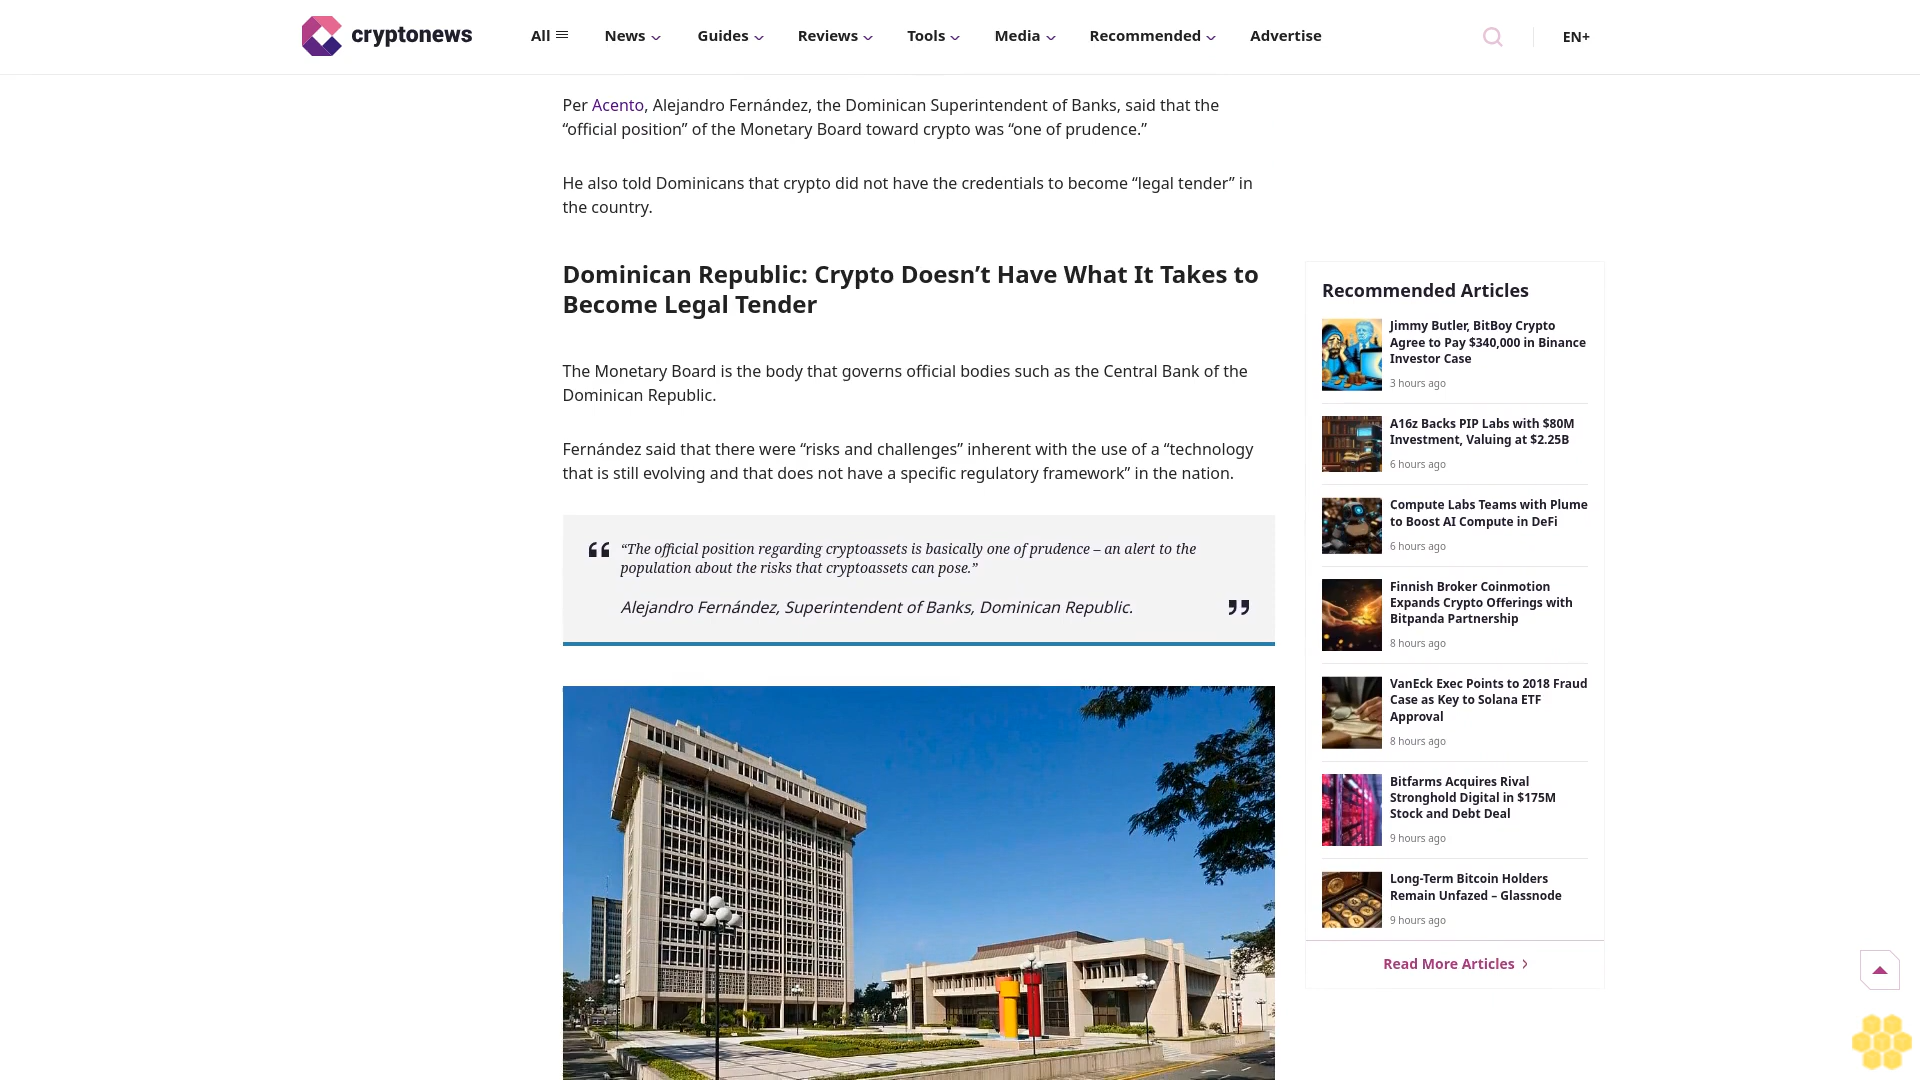 cryptonews
All
News
Guides
Reviews
Tools
Media
Recommended
Advertise
EN+
Per Acento, Alejandro Fernández, the Dominican Superintendent of Banks, said that the
“official position” of the Monetary Board toward crypto was “one of prudence.”
He also told Dominicans that crypto did not have the credentials to become “legal tender” in
the country.
Dominican Republic: Crypto Doesn’t Have What It Takes to
Become Legal Tender
The Monetary Board is the body that governs official bodies such as the Central Bank of the
Dominican Republic.
Fernández said that there were “risks and challenges” inherent with the use of a “technology
that is still evolving and that does not have a specific regulatory framework” in the nation.
“The official position regarding cryptoassets is basically one of prudence – an alert to the
population about the risks that cryptoassets can pose.”
Alejandro Fernández, Superintendent of Banks, Dominican Republic.
Recommended Articles
Jimmy Butler, BitBoy Crypto
Agree to Pay $340,000 in Binance
Investor Case
3 hours ago
A16z Backs PIP Labs with $80M
Investment, Valuing at $2.25B
6 hours ago
Compute Labs Teams with Plume
to Boost AI Compute in DeFi
6 hours ago
Finnish Broker Coinmotion
Expands Crypto Offerings with
Bitpanda Partnership
8 hours ago
VanEck Exec Points to 2018 Fraud
Case as Key to Solana ETF
Approval
8 hours ago
Bitfarms Acquires Rival
Stronghold Digital in $175M
Stock and Debt Deal
9 hours ago
Long-Term Bitcoin Holders
Remain Unfazed – Glassnode
9 hours ago
Read More Articles